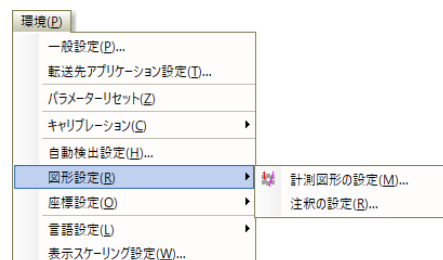 環境(P)
一般設定(P)...
転送先アプリケーション設定(T)...
パラメーターリセット(Z)
キャリブレーション(C)
自動検出設定(H)...
図形設定(R)
計測図形の設定(M)...
座標設定(O)
注釈の設定(R)...
言語設定(L)
表示スケーリング設定(W)...